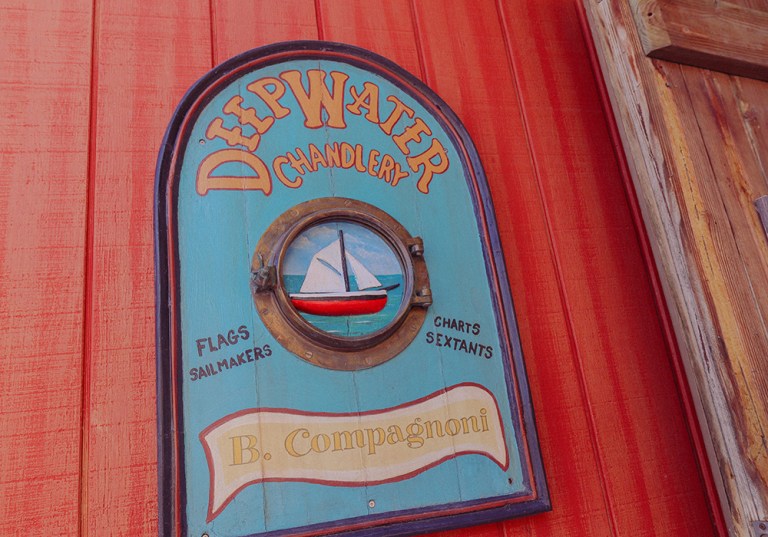 DEEPWATER
CHANDLERY
FLAGS
SAILMAKERS
CHARTS
SEXTANTS
B. Compagnoni